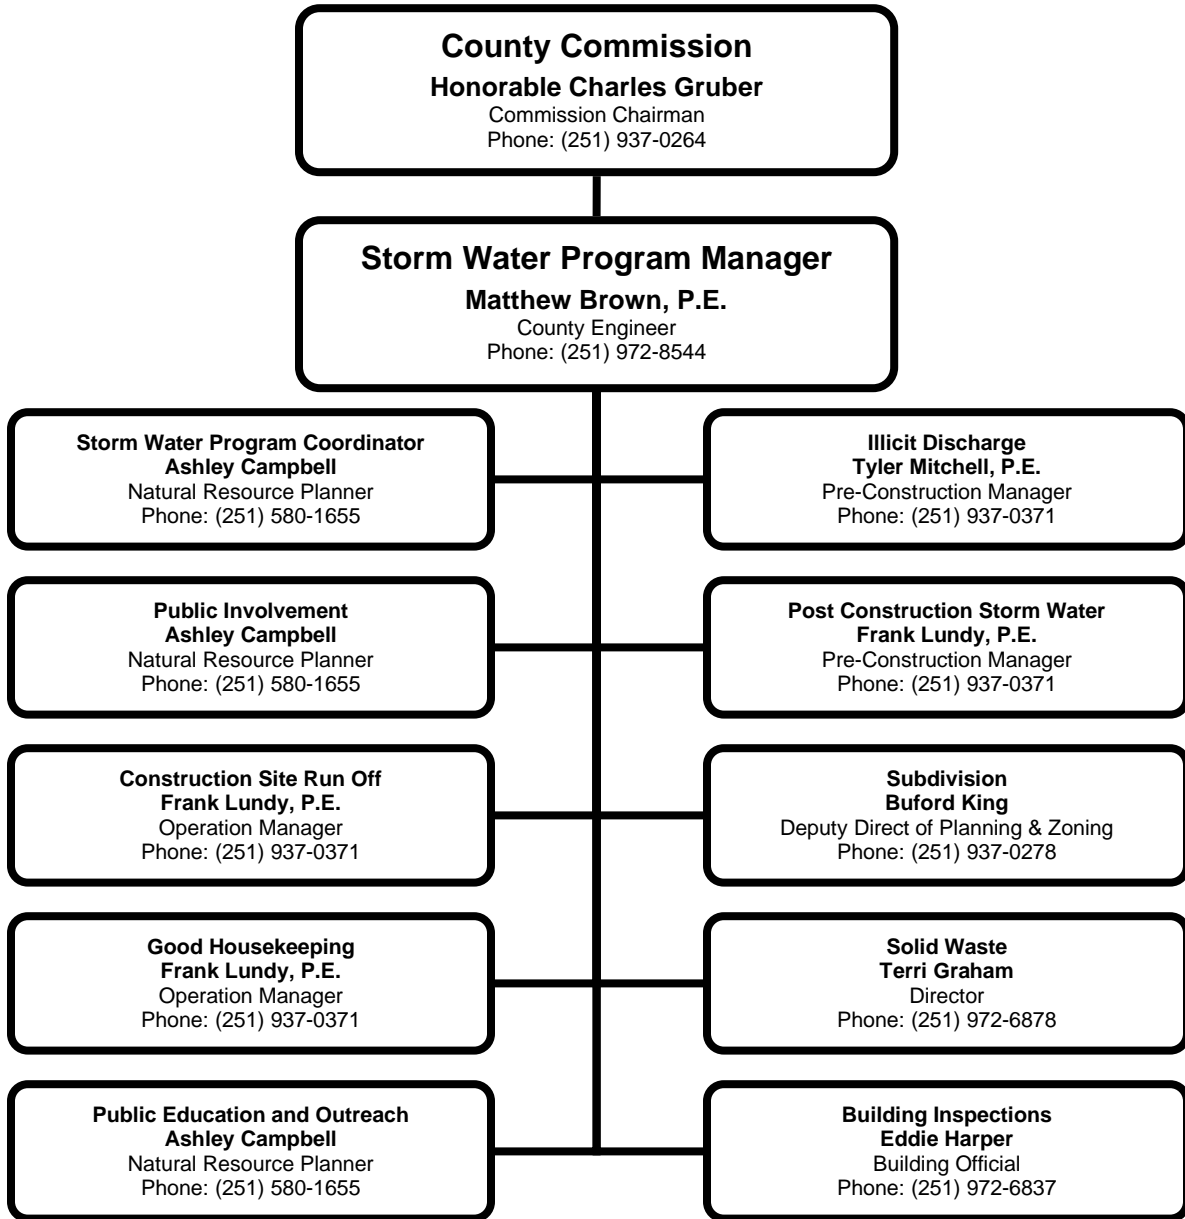 County Commission
Honorable Charles Gruber
Commission Chairman
Phone: (251) 937-0264
Storm Water Program Manager
Matthew Brown, P.E.
County Engineer
Phone: (251) 972-8544
Storm Water Program Coordinator
Ashley Campbell
Natural Resource Planner
Phone: (251) 580-1655
Illicit Discharge
Tyler Mitchell, P.E.
Pre-Construction Manager
Phone: (251) 937-0371
Public Involvement
Ashley Campbell
Natural Resource Planner
Phone: (251) 580-1655
Post Construction Storm Water
Frank Lundy, P.E.
Pre-Construction Manager
Phone: (251) 937-0371
Construction Site Run Off
Frank Lundy, P.E.
Operation Manager
Phone: (251) 937-0371
Subdivision
Buford King
Deputy Direct of Planning & Zoning
Phone: (251) 937-0278
Good Housekeeping
Frank Lundy, P.E.
Operation Manager
Phone: (251) 937-0371
Solid Waste
Terri Graham
Director
Phone: (251) 972-6878
Public Education and Outreach
Ashley Campbell
Natural Resource Planner
Phone: (251) 580-1655
Building Inspections
Eddie Harper
Building Official
Phone: (251) 972-6837